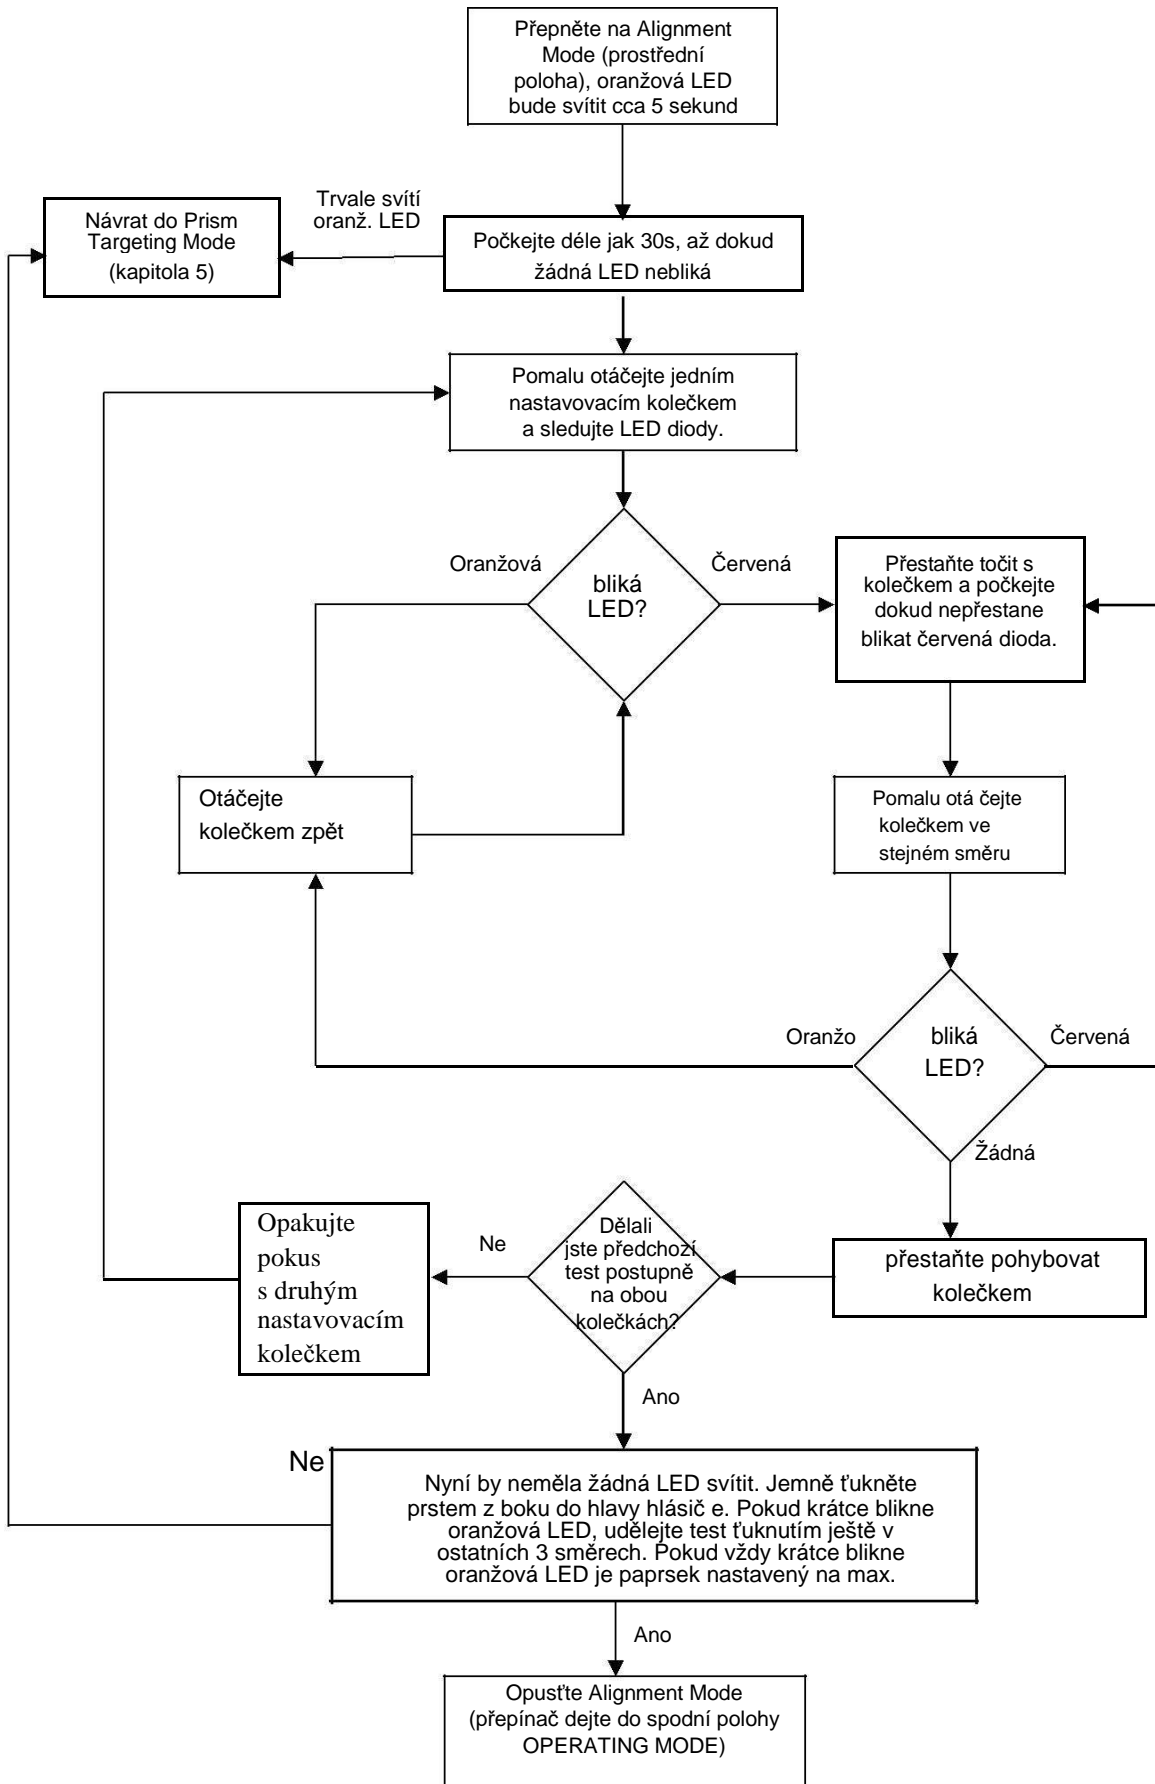 Přepněte na Alignment
Mode (prostřední
poloha), oranžová LED
bude svítit cca 5 sekund
Trvale svítí
oranž. LED
Návrat do Prism
Targeting Mode
(kapitola 5)
Počkejte déle jak 30s, až dokud
žádná LED nebliká
Pomalu otáčejte jedním
nastavovacím kolečkem
a sledujte LED diody.
Oranžová
bliká
LED?
Červená
Přestaňte točit s
kolečkem a počkejte
dokud nepřestane
blikat červená dioda.
Otáčejte
kolečkem zpět
Pomalu otá čejte
kolečkem ve
stejném směru
Oranžo
bliká
LED?
Červená
Žádná
Opakujte
pokus
s druhým
nastavovacím
kolečkem
Ne
Dělali
jste předchozí
test postupně
na obou
kolečkách?
přestaňte pohybovat
kolečkem
Ano
Ne
Nyní by neměla žádná LED svítit. Jemně ťukněte
prstem z boku do hlavy hlásič e. Pokud krátce blikne
oranžová LED, udělejte test ťuknutím ještě v
ostatních 3 směrech. Pokud vždy krátce blikne
oranžová LED je paprsek nastavený na max.
Ano
Opusťte Alignment Mode
(přepínač dejte do spodní polohy
OPERATING MODE)